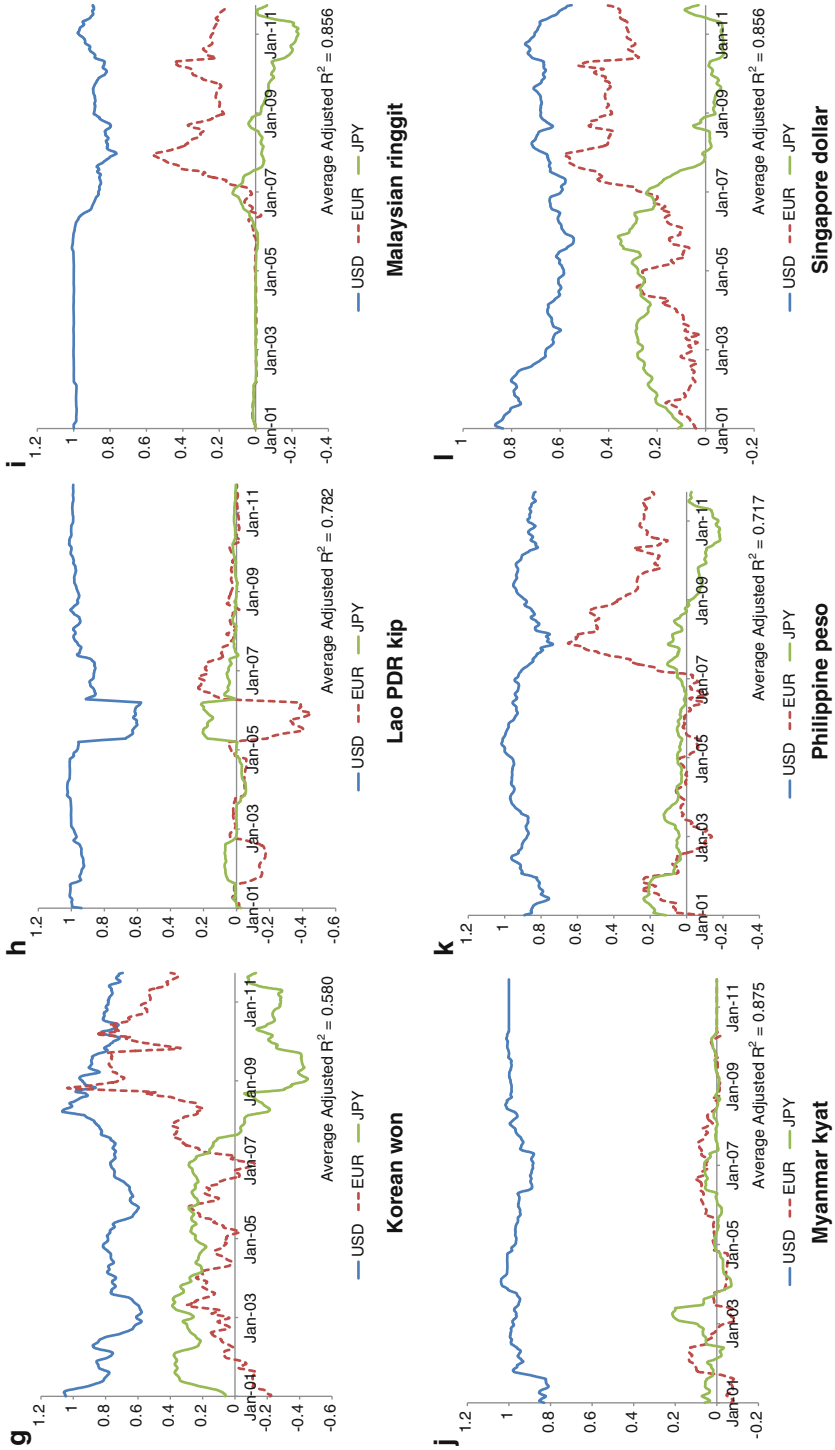 g
1.2
1
0.8
0.6
0.4
0.2
0
-0.2
-0.4
-0.6
Jan-01
Jan-03
Jan-05
Jan-07
Jan-09
Jan-11
Average Adjusted R² = 0.580
USD EUR JPY
Korean won
h
1.2
1
0.8
0.6
0.4
0.2
0
-0.2
-0.4
-0.6
Jan-01
Jan-03
Jan-05
Jan-07
Jan-09
Jan-11
Average Adjusted R² = 0.782
USD EUR JPY
Lao PDR kip
i
1.2
1
0.8
0.6
0.4
0.2
0
-0.2
-0.4
Jan-01
Jan-03
Jan-05
Jan-07
Jan-09
Jan-11
Average Adjusted R² = 0.856
USD EUR JPY
Malaysian ringgit
j
1.2
1
0.8
0.6
0.4
0.2
0
-0.2
Jan-01
Jan-03
Jan-05
Jan-07
Jan-09
Jan-11
Average Adjusted R² = 0.875
USD EUR JPY
Myanmar kyat
k
1.2
1
0.8
0.6
0.4
0.2
0
-0.2
-0.4
Jan-01
Jan-03
Jan-05
Jan-07
Jan-09
Jan-11
Average Adjusted R² = 0.717
USD EUR JPY
Philippine peso
l
1
0.8
0.6
0.4
0.2
0
-0.2
Jan-01
Jan-03
Jan-05
Jan-07
Jan-09
Jan-11
Average Adjusted R² = 0.856
USD EUR JPY
Singapore dollar